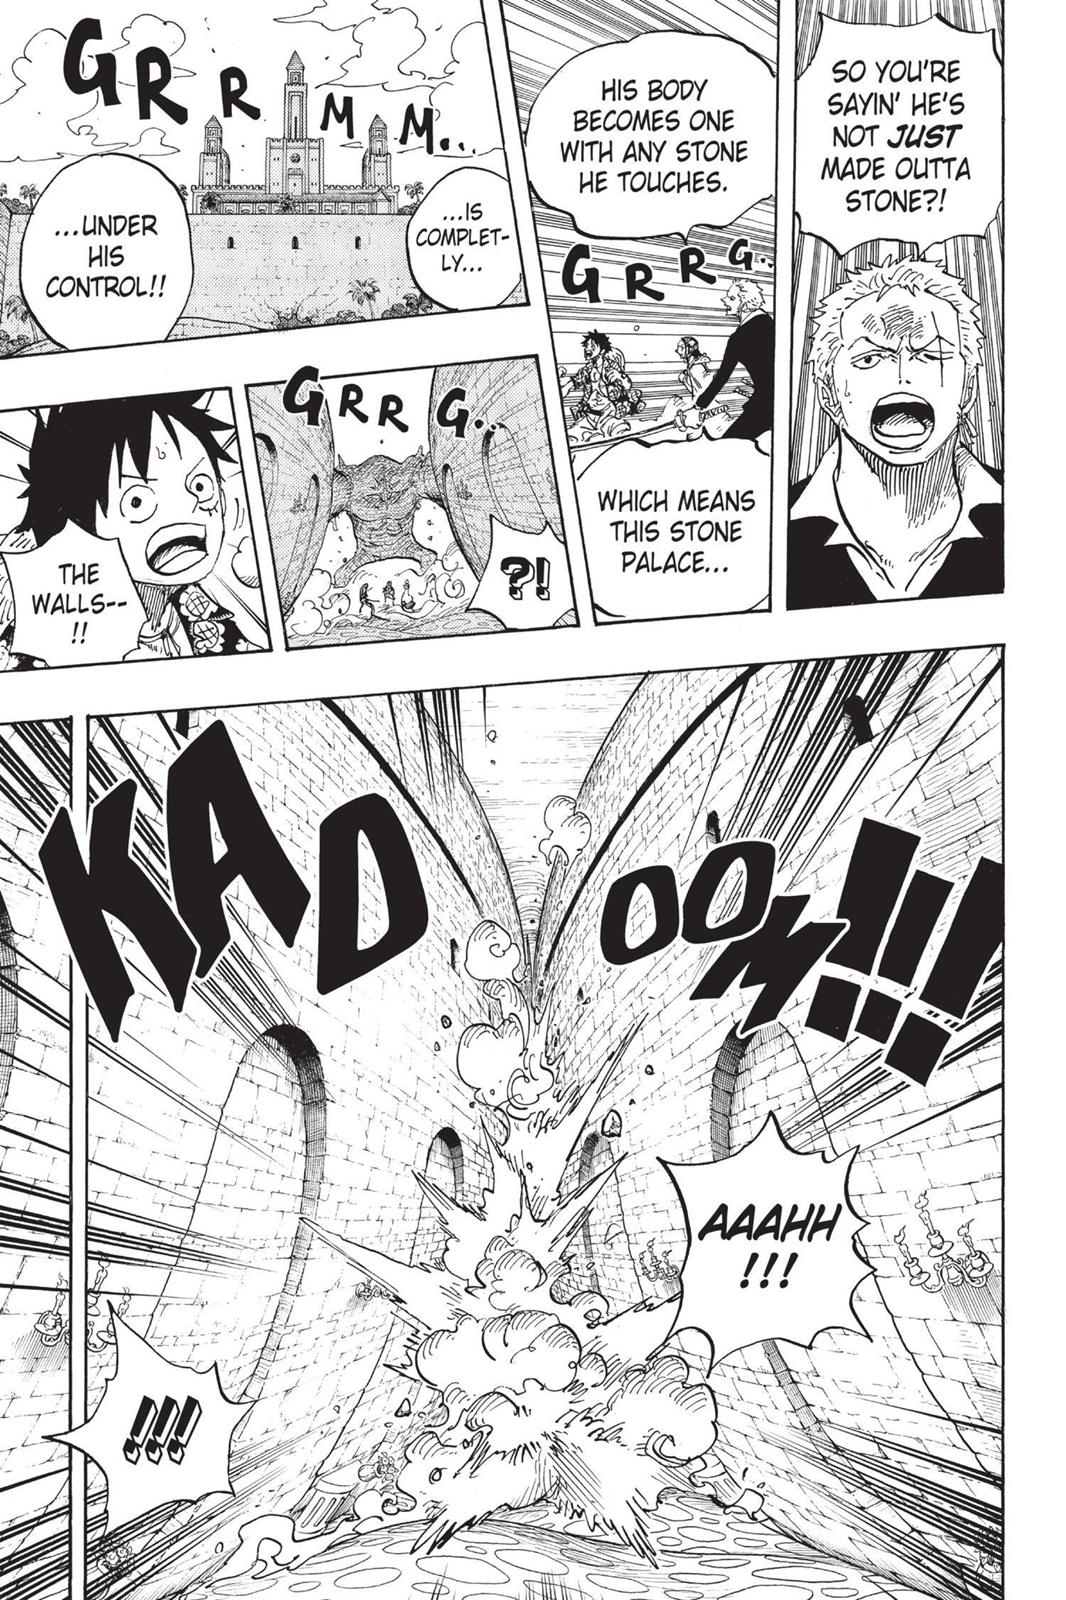 SO YOU'RE
SAYIN' HE'S
NOT JUST
MADE OUTTA
STONE?!
HIS BODY
BECOMES ONE
WITH ANY STONE
HE TOUCHES.
GRRG..
WHICH MEANS
THIS STONE
PALACE...
GRRMM...
...IS
COMPLET-
LY...
...UNDER
HIS
CONTROL!!
GRRG...
?!
THE
WALLS--
!!
KADOOM!!!
AAAHH
!!!
!!!